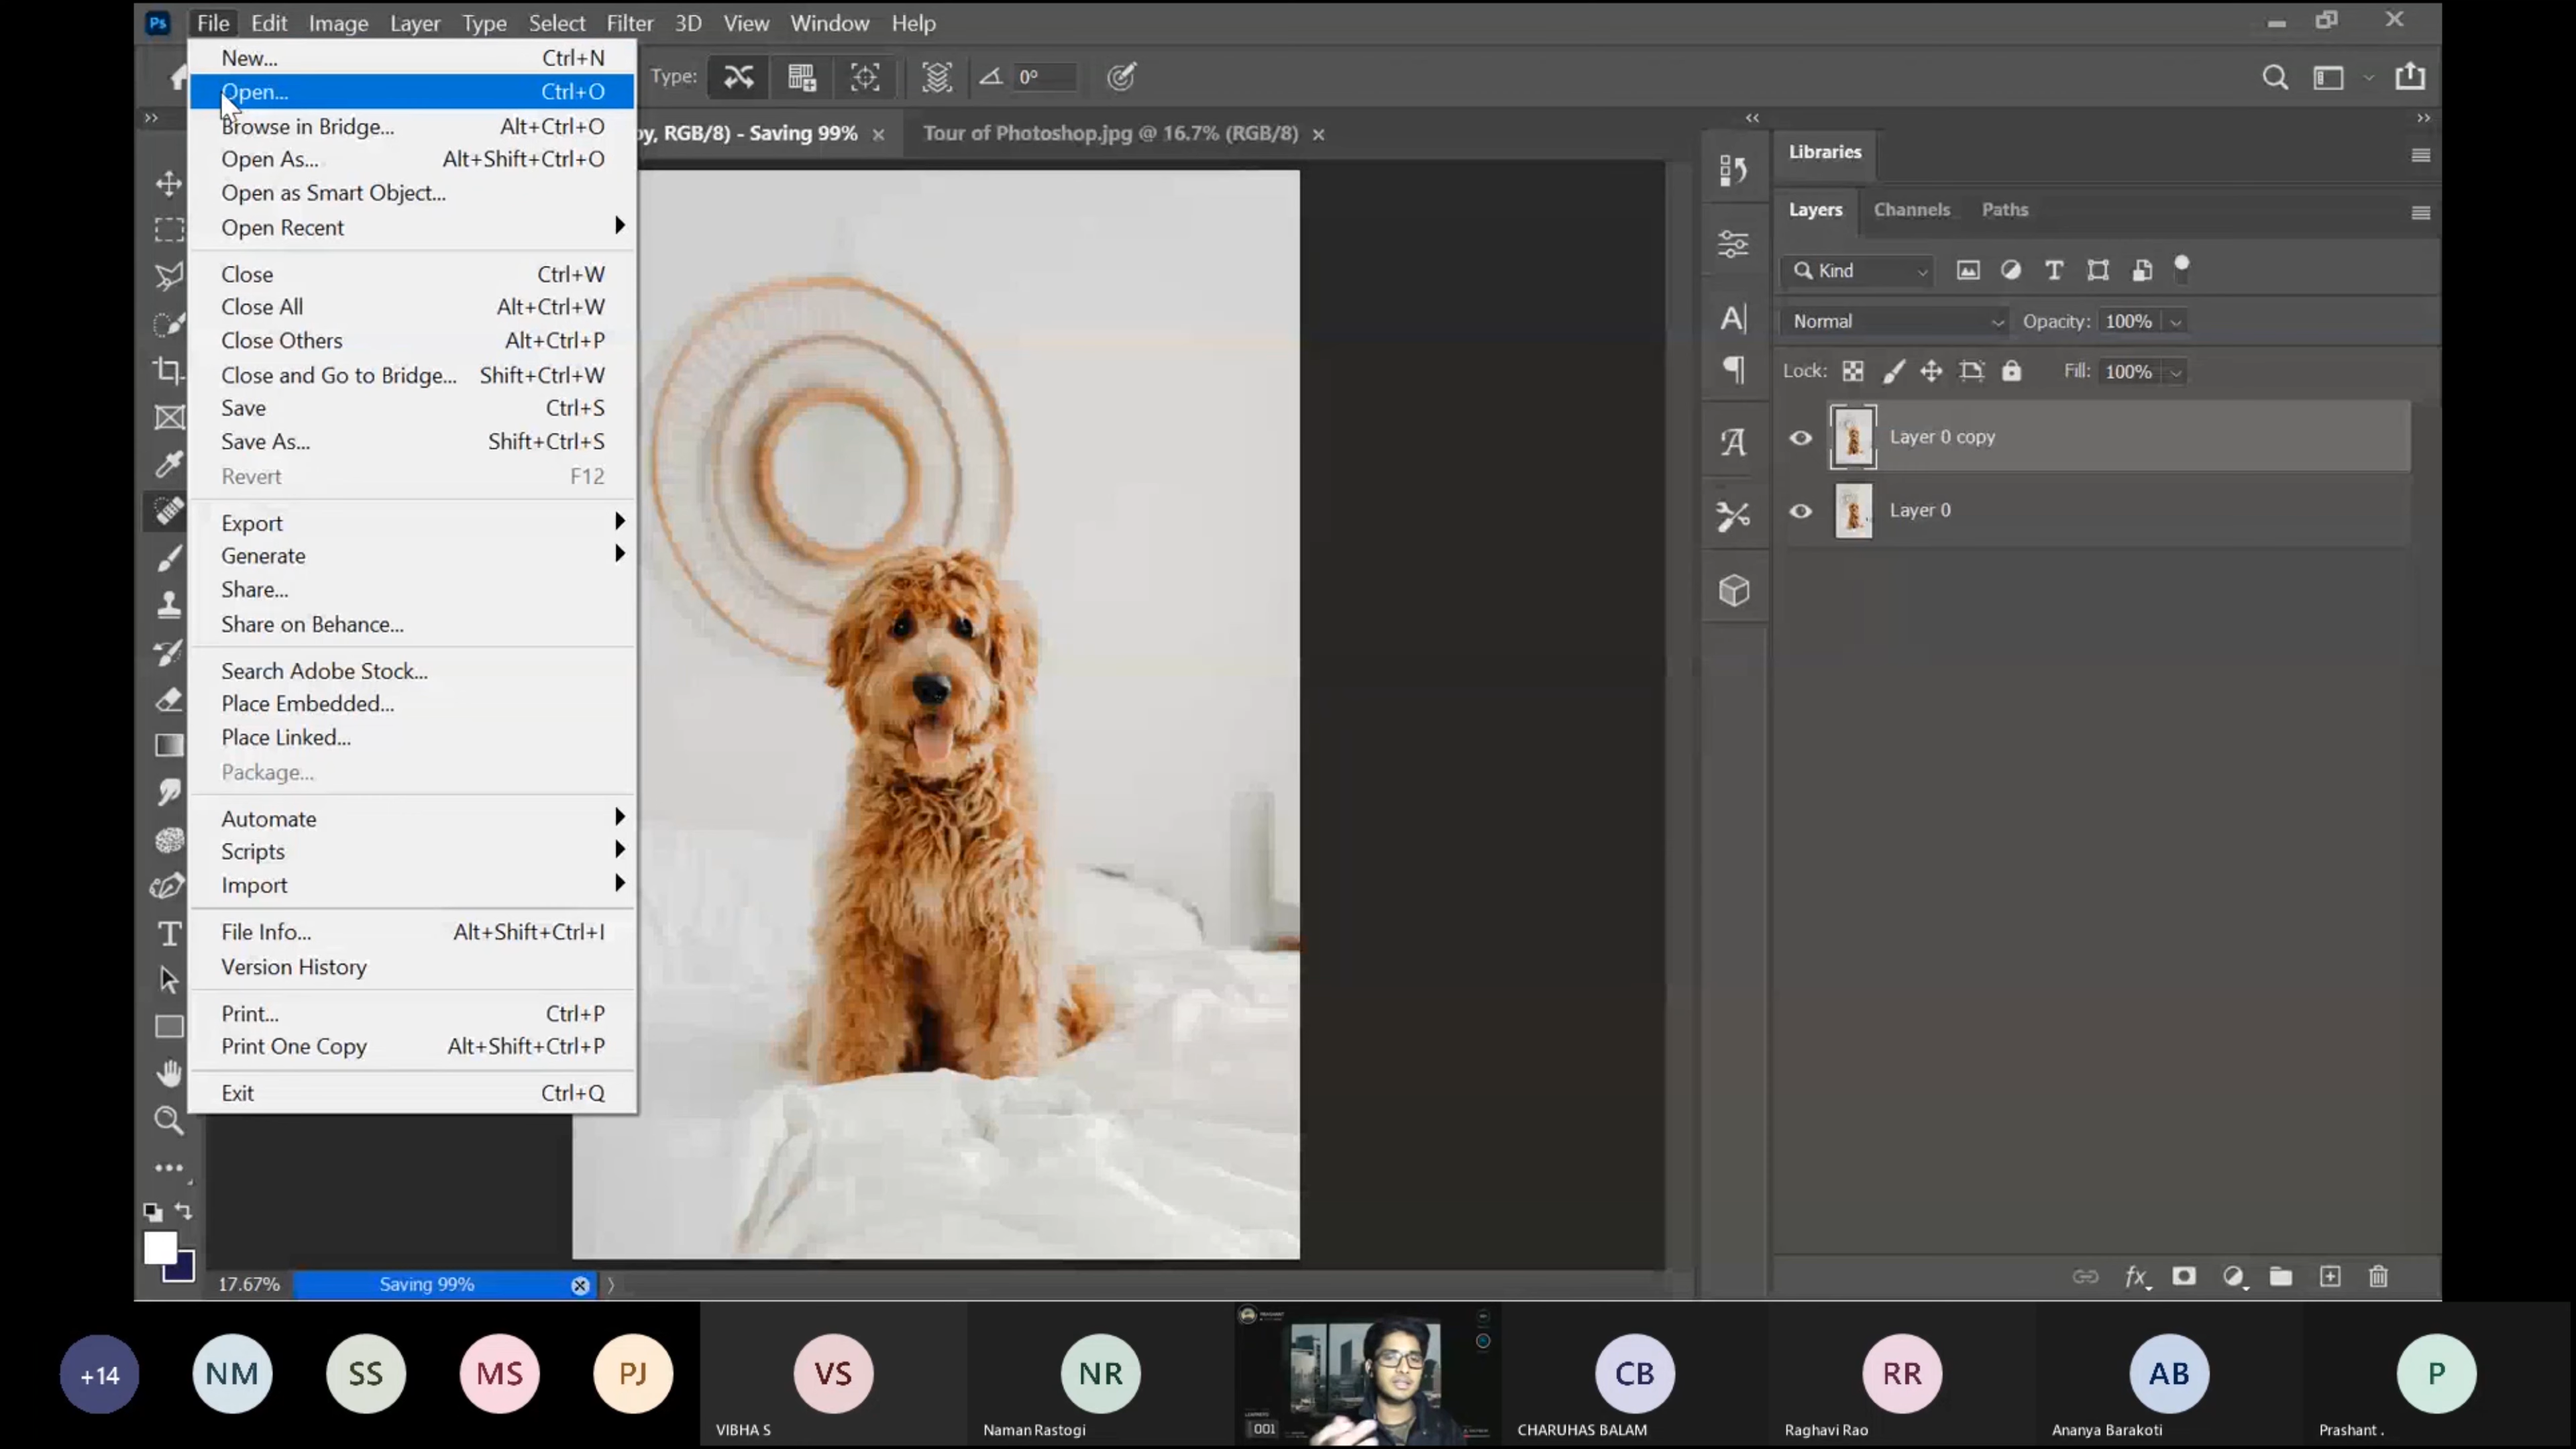 Ps File Edit Image Layer Type Select Filter 3D View Window Help
Type: 0°
py, RGB/8) - Saving 99% × Tour of Photoshop.jpg @ 16.7% (RGB/8) ×
New... Ctrl+N
Open... Ctrl+O
Browse in Bridge... Alt+Ctrl+O
Open As... Alt+Shift+Ctrl+O
Open as Smart Object...
Open Recent
Close Ctrl+W
Close All Alt+Ctrl+W
Close Others Alt+Ctrl+P
Close and Go to Bridge... Shift+Ctrl+W
Save Ctrl+S
Save As... Shift+Ctrl+S
Revert F12
Export
Generate
Share...
Share on Behance...
Search Adobe Stock...
Place Embedded...
Place Linked...
Package...
Automate
Scripts
Import
File Info... Alt+Shift+Ctrl+I
Version History
Print... Ctrl+P
Print One Copy Alt+Shift+Ctrl+P
Exit Ctrl+Q
Libraries
Layers Channels Paths
Kind
Normal Opacity: 100%
Lock: Fill: 100%
Layer 0 copy
Layer 0
fx
17.67% Saving 99%
+14 NM SS MS PJ VS NR CB RR AB P
001
VIBHA S Naman Rastogi CHARUHAS BALAM Raghavi Rao Ananya Barakoti Prashant .